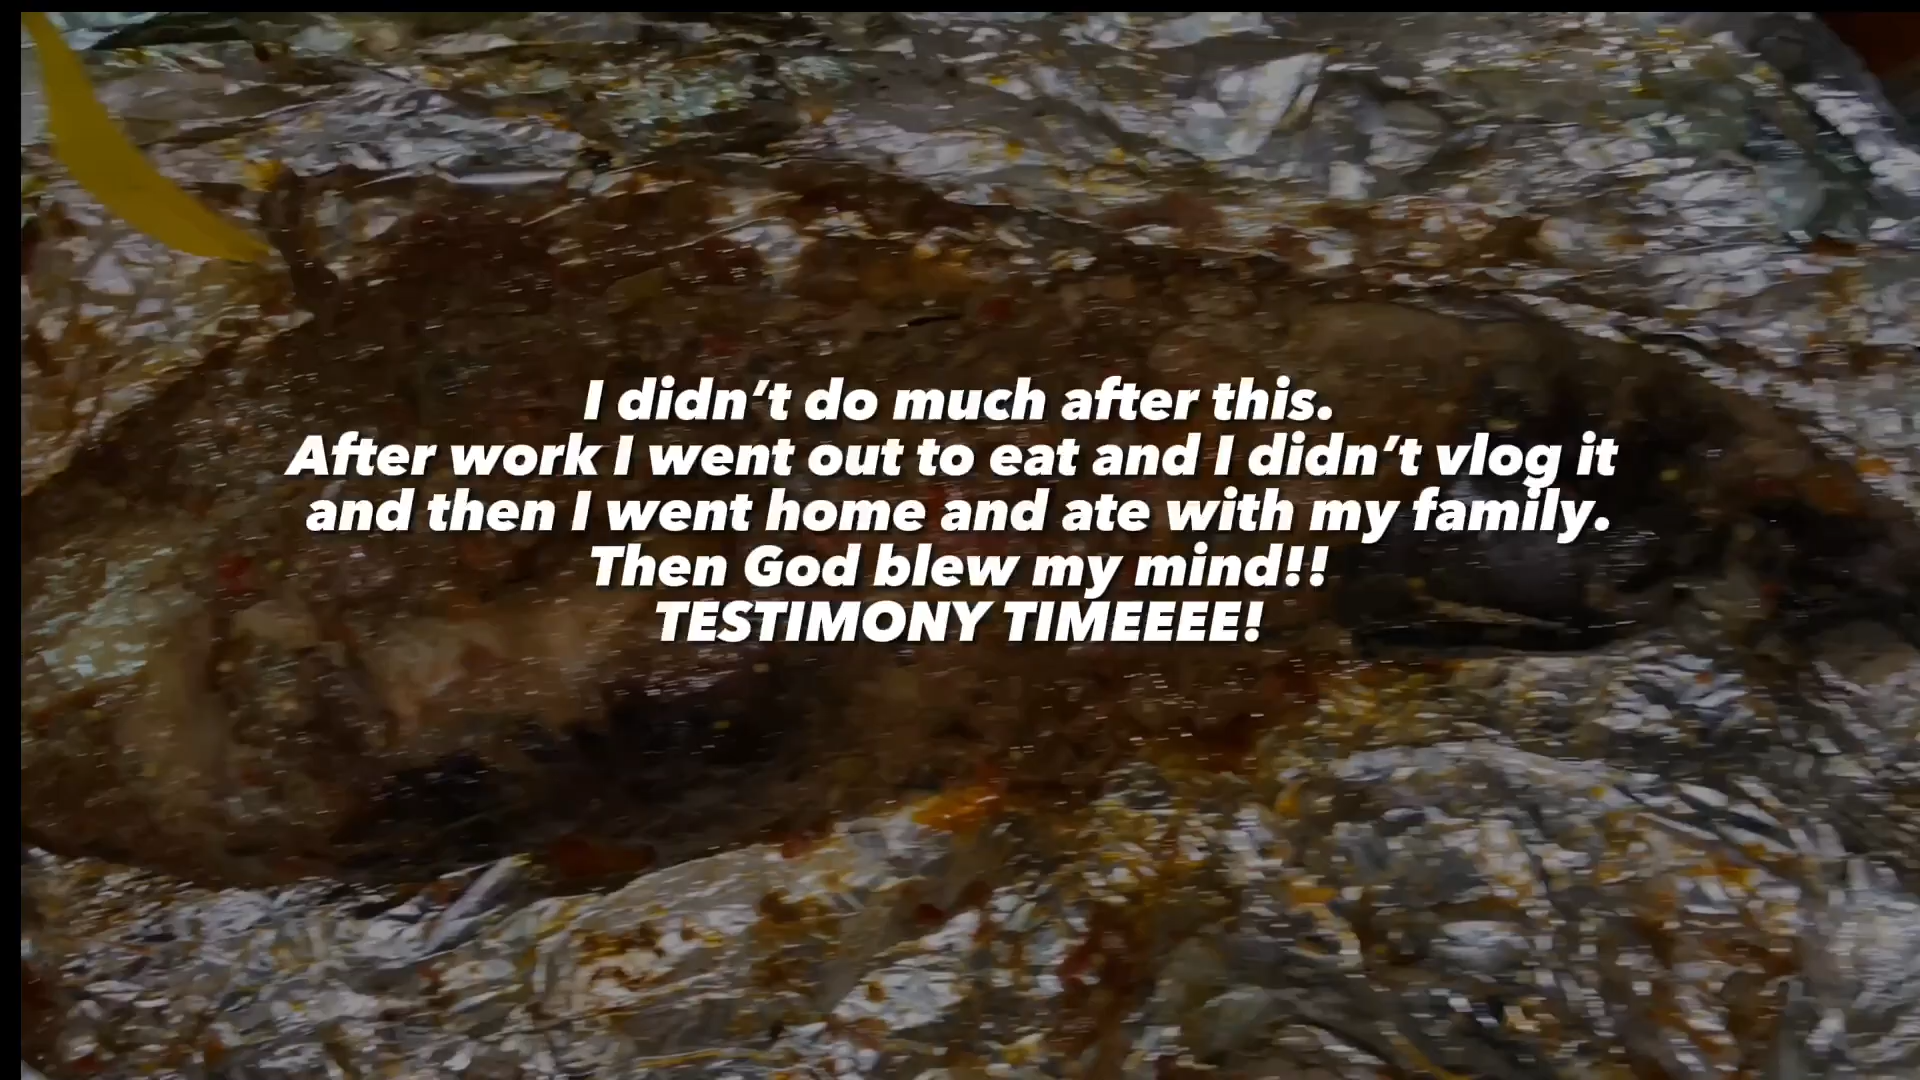 I didn’t do much after this.
After work I went out to eat and I didn’t vlog it
and then I went home and ate with my family.
Then God blew my mind!!
TESTIMONY TIMEEEE!